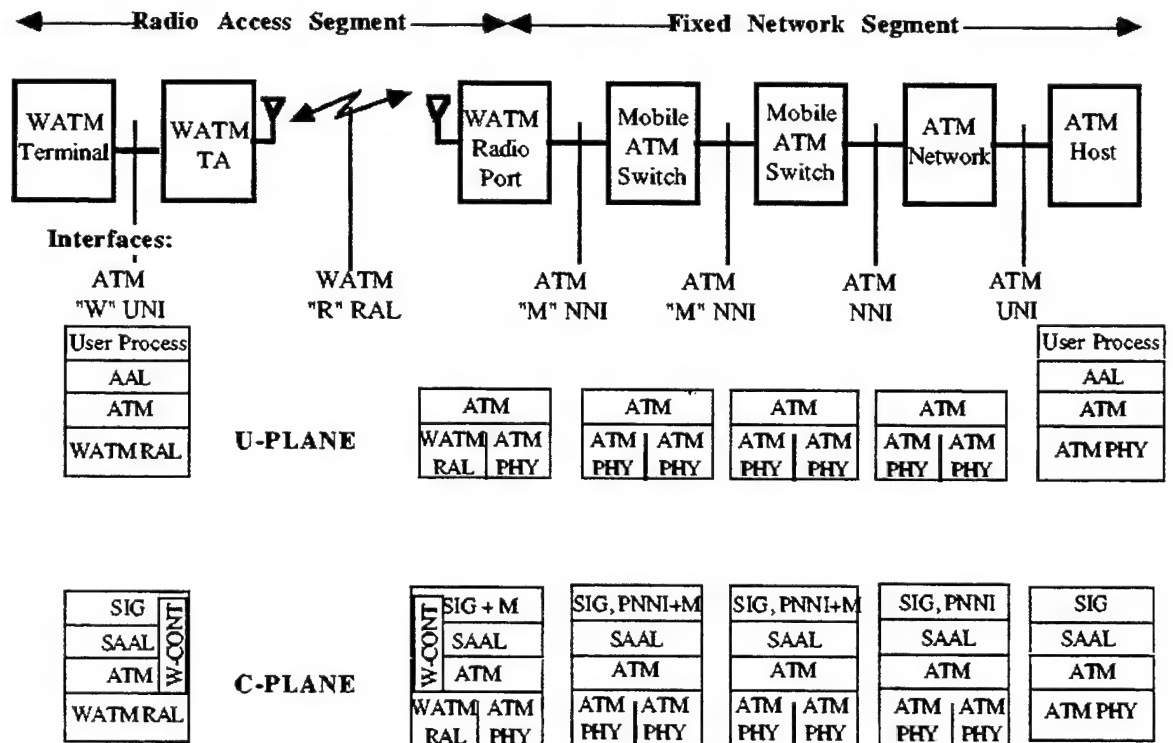 Radio Access Segment
Fixed Network Segment
WATM
Terminal
WATM
TA
WATM
Radio
Port
Mobile
ATM
Switch
Mobile
ATM
Switch
ATM
Network
ATM
Host
Interfaces:
ATM
"W" UNI
WATM
"R" RAL
ATM
"M" NNI
ATM
"M" NNI
ATM
NNI
ATM
UNI
User Process
AAL
ATM
WATM RAL
U-PLANE
ATM
WATM RAL
ATM PHY
ATM
ATM PHY
ATM PHY
ATM
ATM PHY
ATM PHY
ATM
ATM PHY
ATM PHY
User Process
AAL
ATM
ATM PHY
SIG
SAAL
ATM
W-CONT
WATM RAL
C-PLANE
W-CONT
SIG + M
SAAL
ATM
WATM RAL
ATM PHY
SIG, PNNI+M
SAAL
ATM
ATM PHY
ATM PHY
SIG, PNNI+M
SAAL
ATM
ATM PHY
ATM PHY
SIG, PNNI
SAAL
ATM
ATM PHY
ATM PHY
SIG
SAAL
ATM
ATM PHY